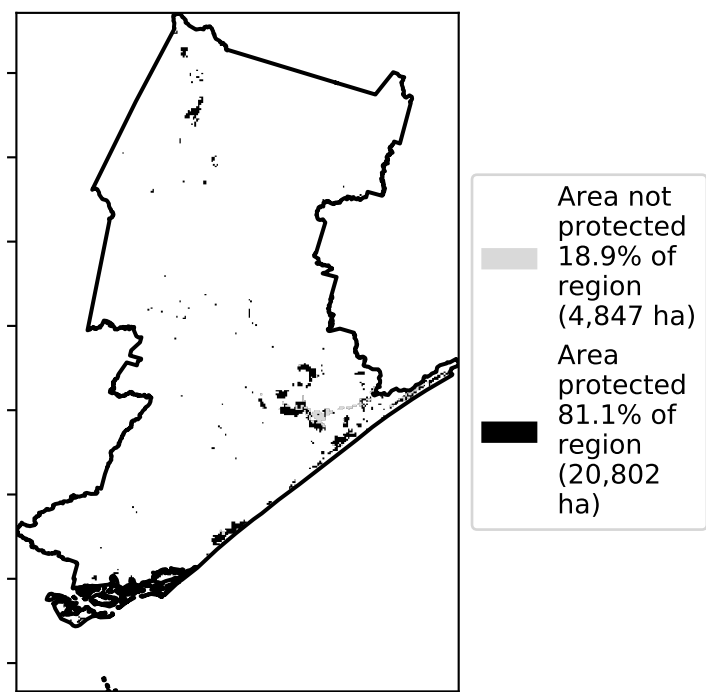 Area not
protected
18.9% of
region
(4,847 ha)
Area
protected
81.1% of
region
(20,802
ha)